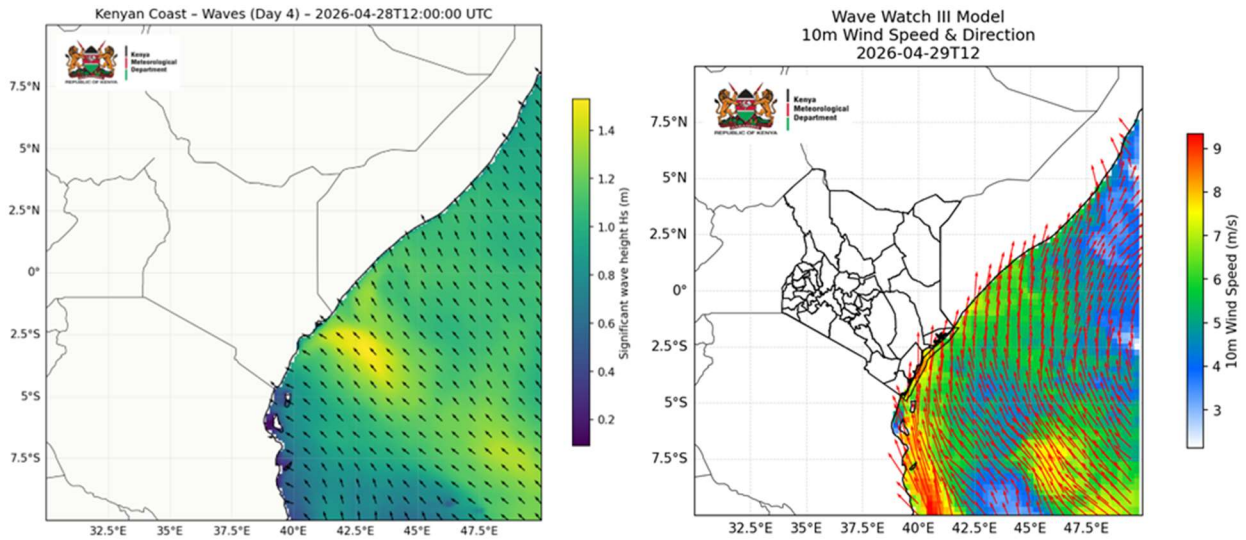 Kenyan Coast – Waves (Day 4) – 2026-04-28T12:00:00 UTC
Kenya
Meteorological
Department
REPUBLIC OF KENYA
7.5°N
5°N
2.5°N
0°
2.5°S
5°S
7.5°S
32.5°E 35°E 37.5°E 40°E 42.5°E 45°E 47.5°E
1.4
1.2
1.0
0.8
0.6
0.4
0.2
Significant wave height Hs (m)
Wave Watch III Model
10m Wind Speed & Direction
2026-04-29T12
Kenya
Meteorological
Department
REPUBLIC OF KENYA
7.5°N
5°N
2.5°N
0°
2.5°S
5°S
7.5°S
32.5°E 35°E 37.5°E 40°E 42.5°E 45°E 47.5°E
9
8
7
6
5
4
3
10m Wind Speed (m/s)